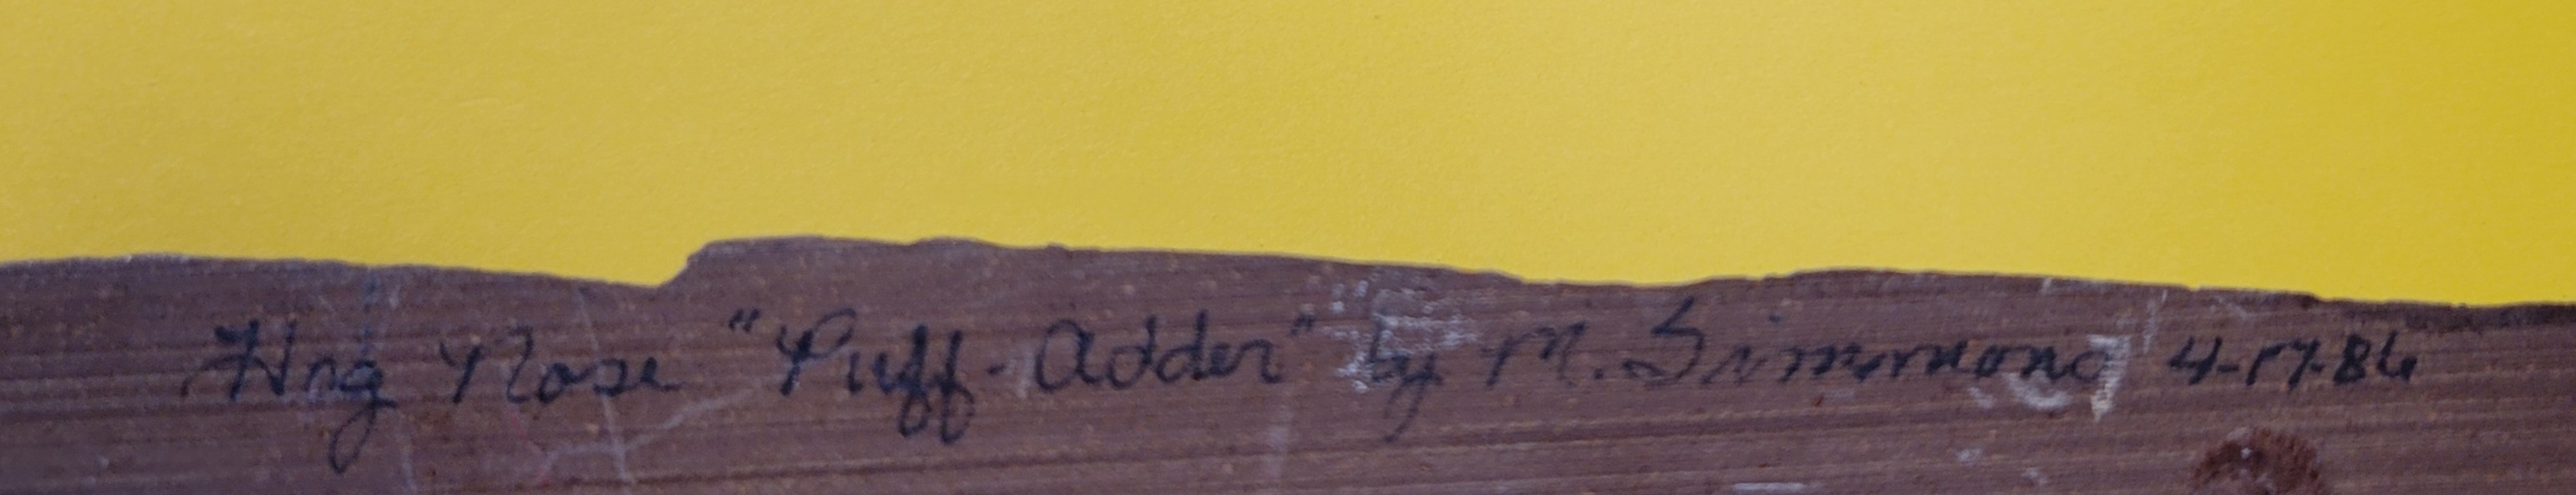 Hog Nose "Puff-Adder" by M. Simmons 4-17-86